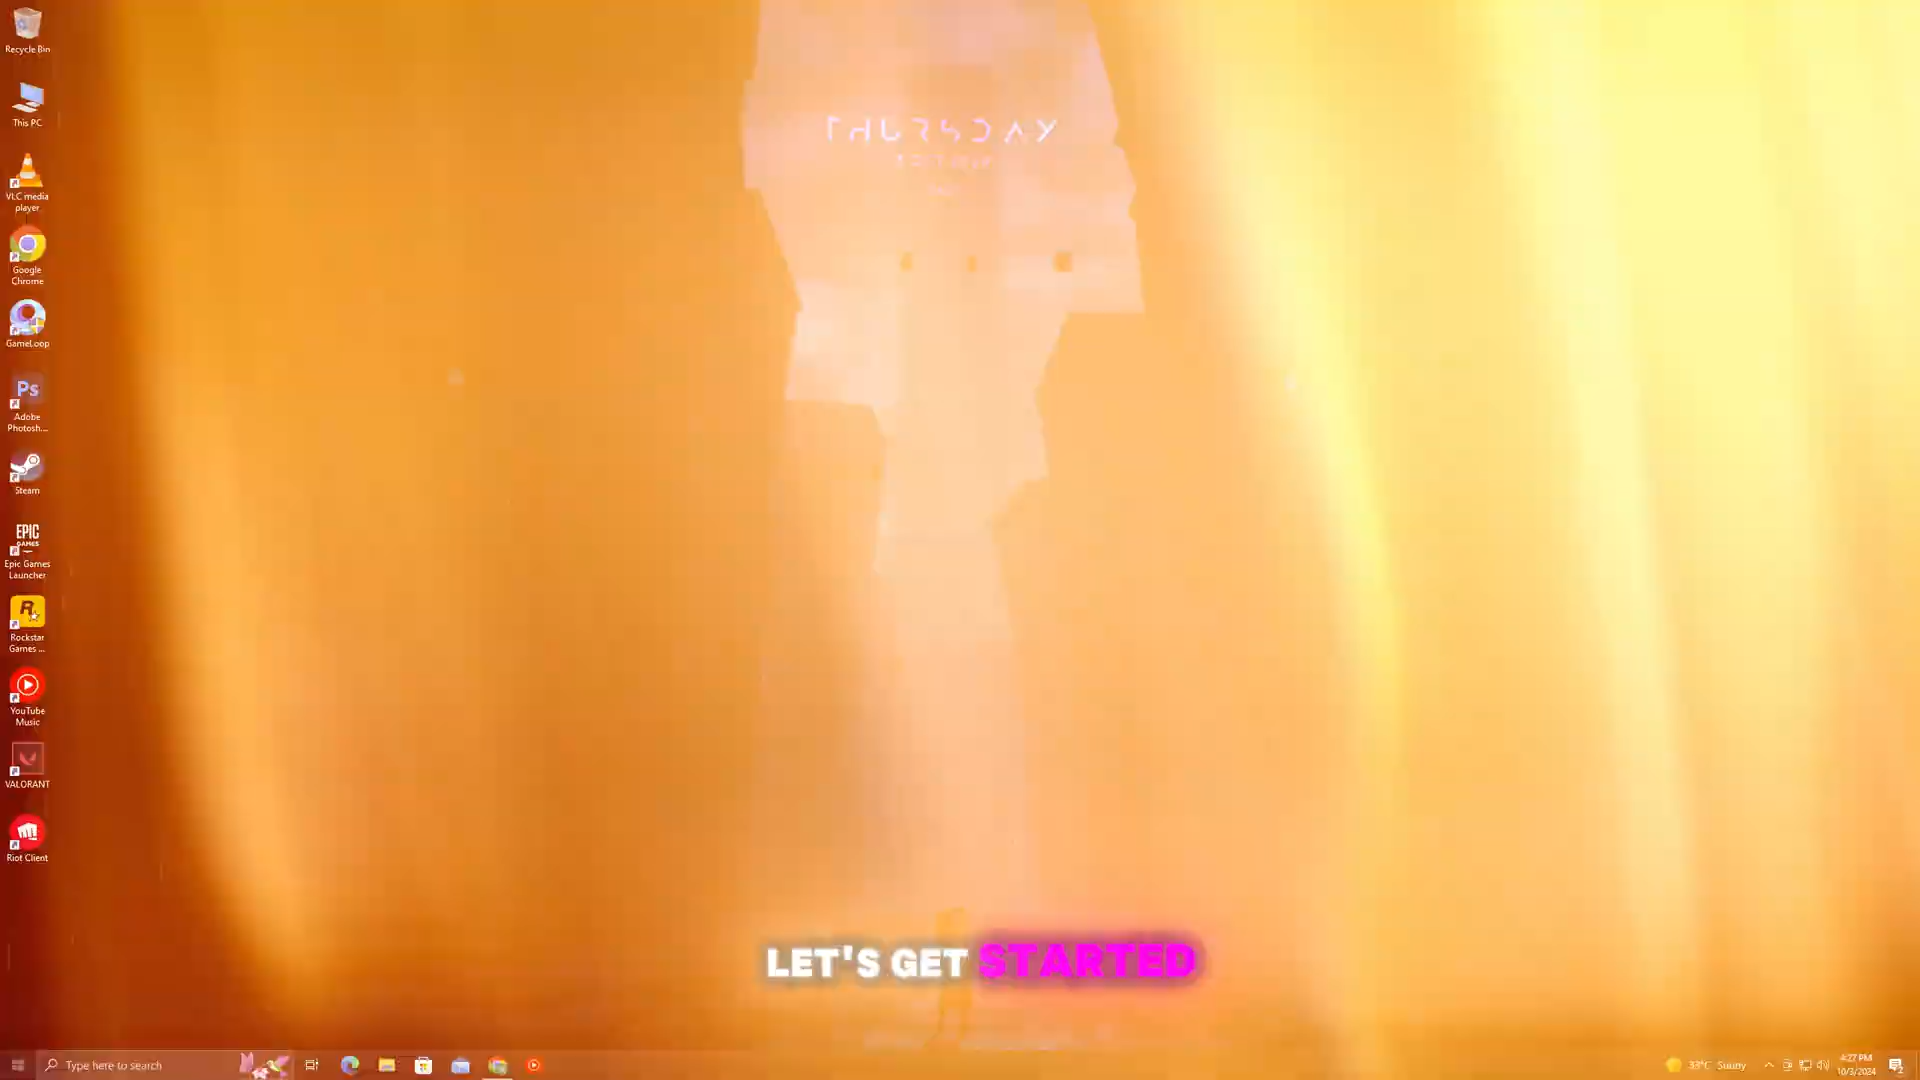 Recycle Bin
This PC
VLC media
player
Google
Chrome
GameLoop
Ps
Adobe
Photosh...
Steam
EPIC
GAMES
Epic Games
Launcher
R
Rockstar
Games ...
YouTube
Music
VALORANT
Riot Client
THURSDAY
LET'S GET STARTED
Type here to search
33°C Sunny
4:27 PM
10/3/2024